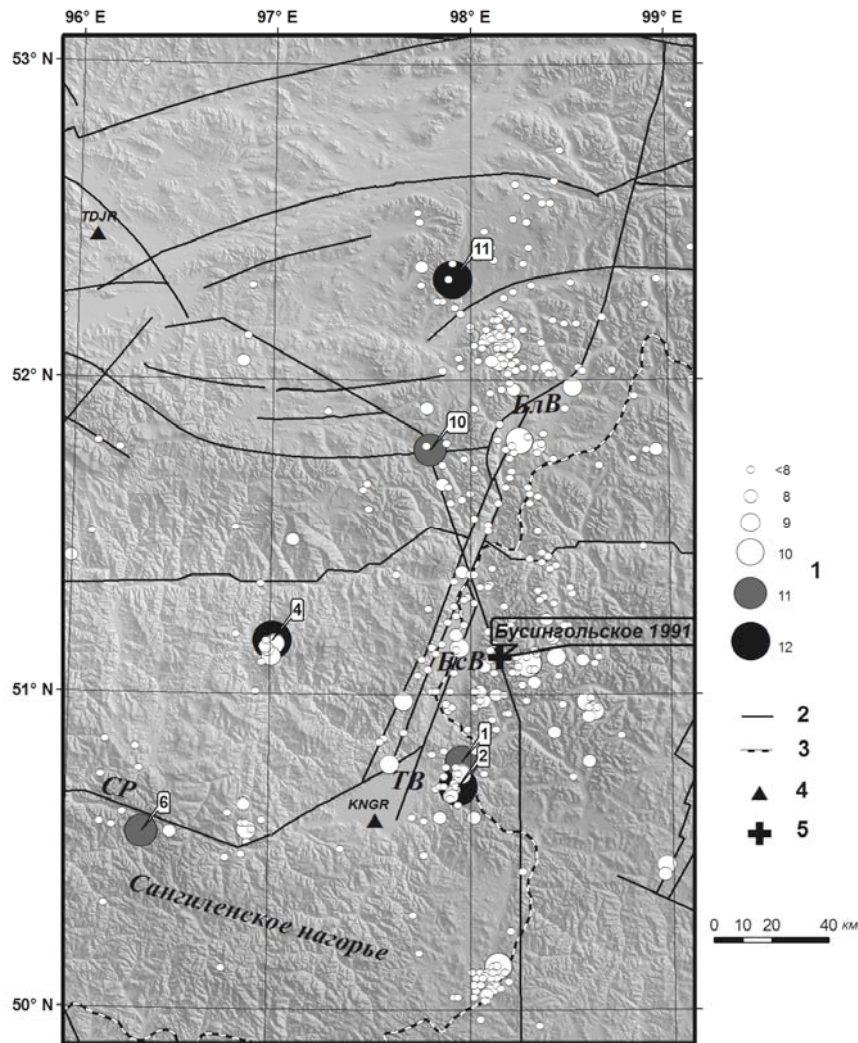 96° E 97° E 98° E 99° E
53° N
TDJR
11
52° N
БлВ
10
<8
8
9
10
11
12
1
4
Бусингольское 1991
БсВ
51° N
2
3
4
5
1
2
ТВ
СР
6
KNGR
Сангиленское нагорье
0 10 20 40 км
50° N